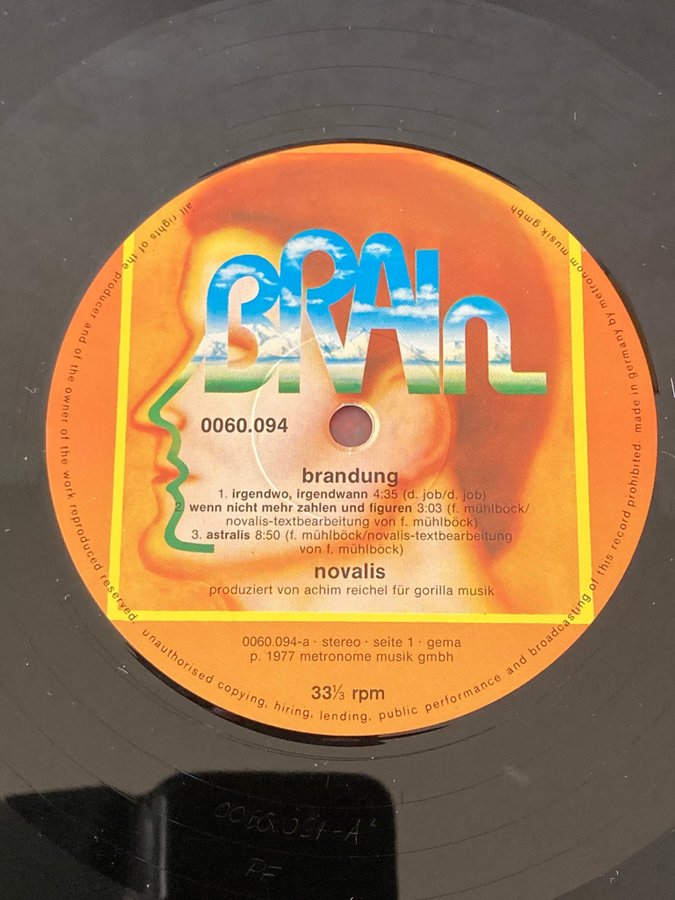 BRAIN
0060.094
brandung
1. irgendwo, irgendwann 4:35 (d. job/d. job)
2 wenn nicht mehr zahlen und figuren 3:03 (f. mühlböck/
novalis-textbearbeitung von f. mühlböck)
3. astralis 8:50 (f. mühlböck/novalis-textbearbeitung
von f. mühlböck)
novalis
produziert von achim reichel für gorilla musik
0060.094-a · stereo · seite 1 · gema
p. 1977 metronome musik gmbh
33⅓ rpm
all rights of the producer and of the owner of the work reproduced reserved. unauthorised copying, hiring, lending, public performance and broadcasting of this record prohibited. made in germany by metronom musik gmbh